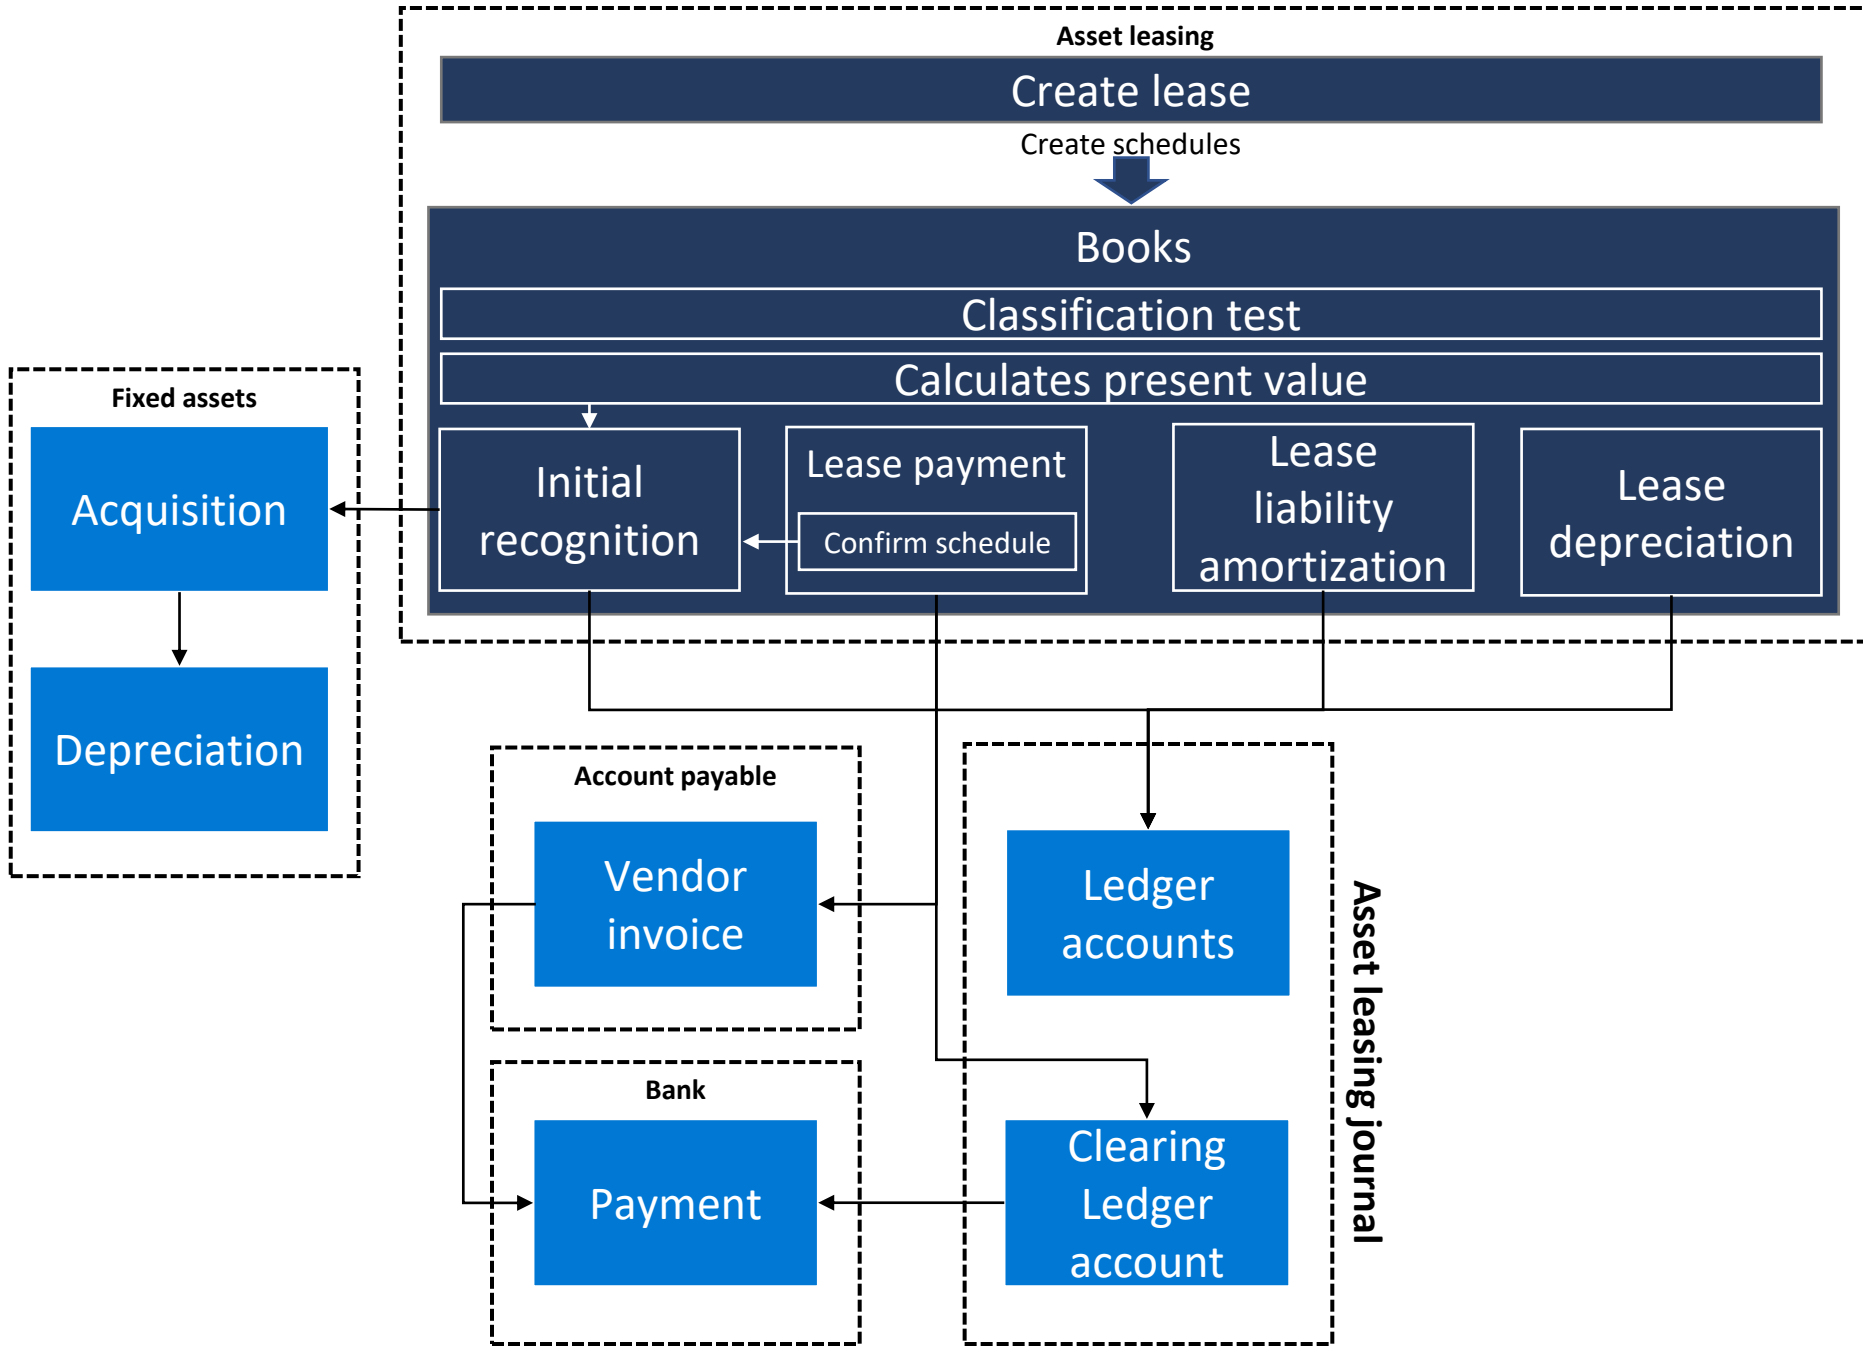 Asset leasing
Create lease
Create schedules
Books
Classification test
Calculates present value
Initial
recognition
Lease payment
Confirm schedule
Lease
liability
amortization
Lease
depreciation
Fixed assets
Acquisition
Depreciation
Account payable
Vendor
invoice
Bank
Payment
Ledger
accounts
Clearing
Ledger
account
Asset leasing journal